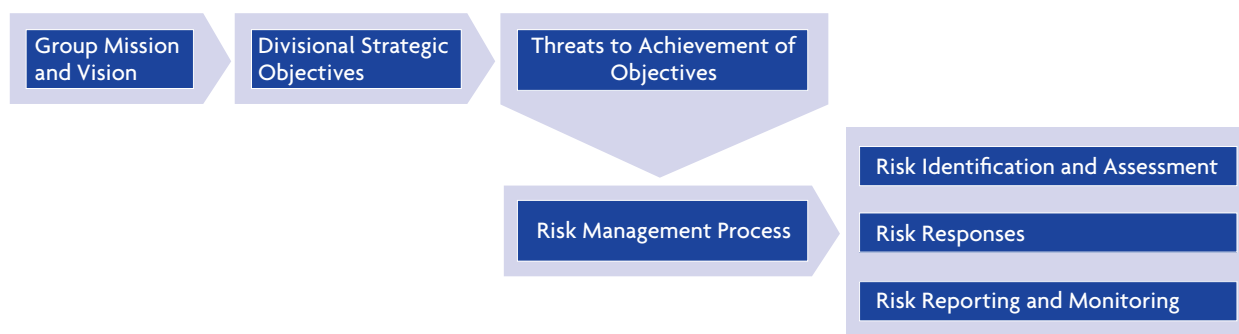 Group Mission
and Vision
Divisional Strategic
Objectives
Threats to Achievement of
Objectives
Risk Management Process
Risk Identification and Assessment
Risk Responses
Risk Reporting and Monitoring